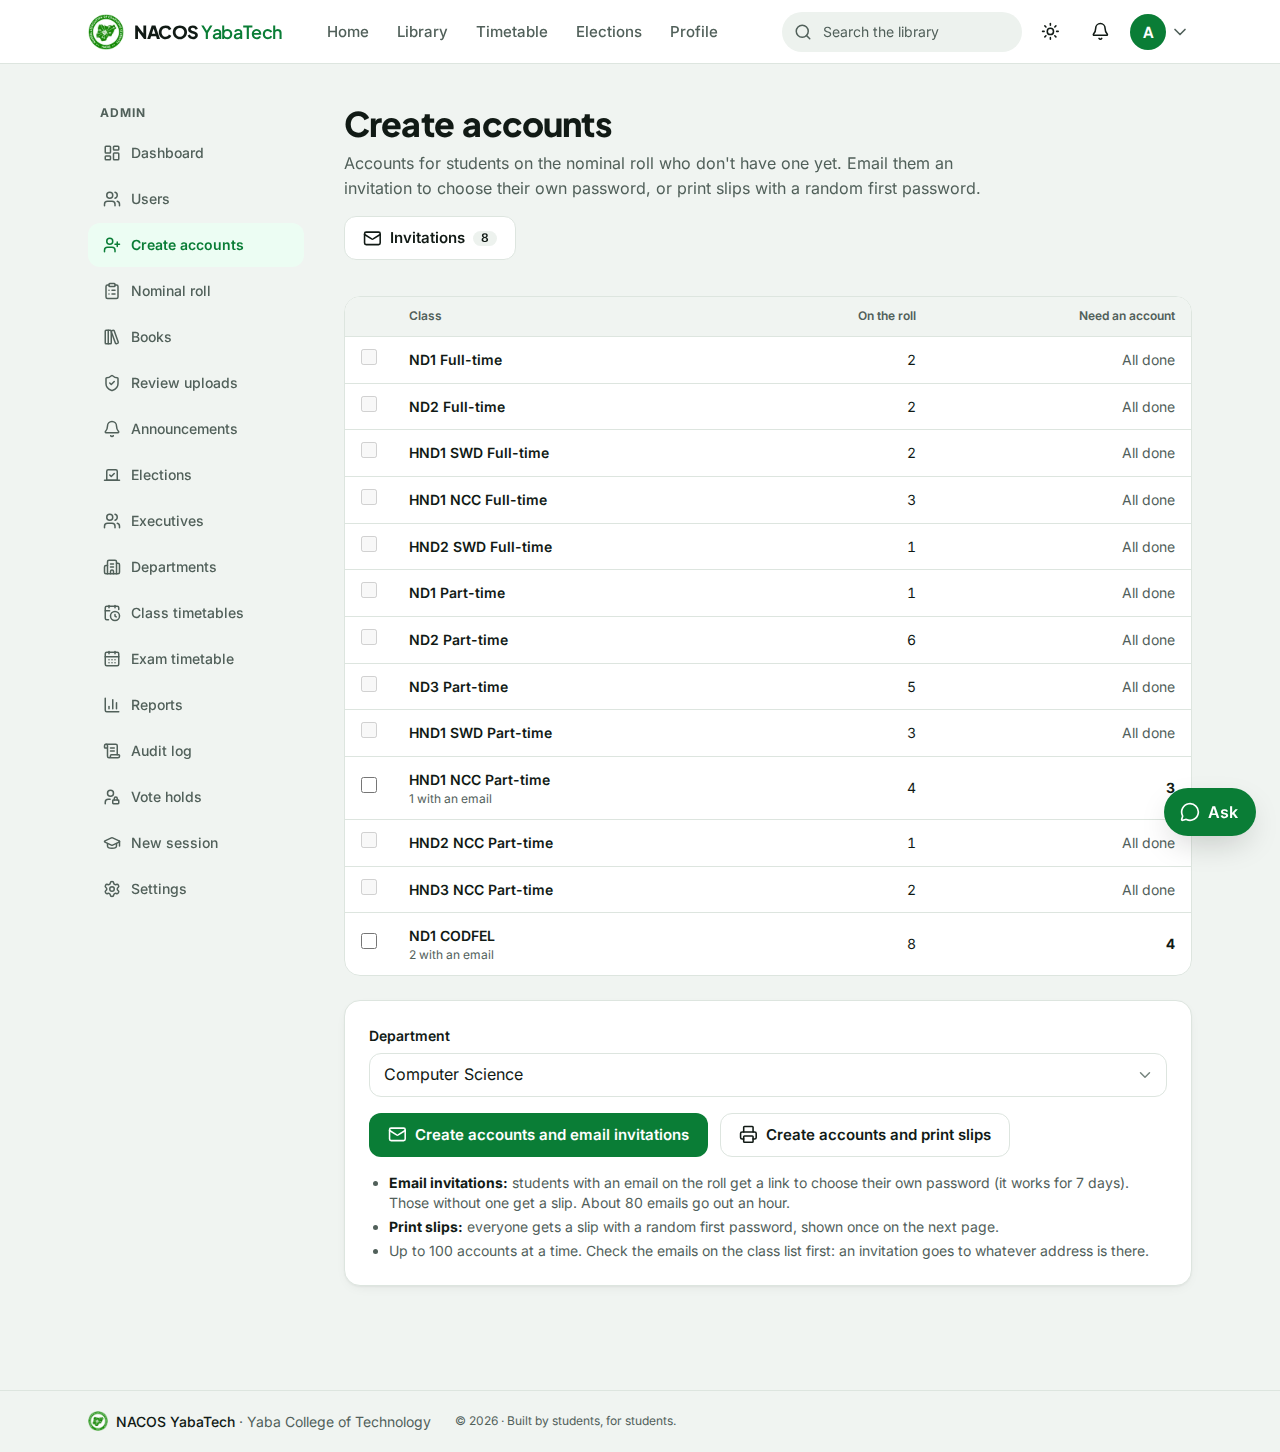 NACOS YabaTech
Home
Library
Timetable
Elections
Profile
Search the library
A
ADMIN
Dashboard
Users
Create accounts
Nominal roll
Books
Review uploads
Announcements
Elections
Executives
Departments
Class timetables
Exam timetable
Reports
Audit log
Vote holds
New session
Settings
Create accounts
Accounts for students on the nominal roll who don't have one yet. Email them an
invitation to choose their own password, or print slips with a random first password.
Invitations 8
Class On the roll Need an account
ND1 Full-time 2 All done
ND2 Full-time 2 All done
HND1 SWD Full-time 2 All done
HND1 NCC Full-time 3 All done
HND2 SWD Full-time 1 All done
ND1 Part-time 1 All done
ND2 Part-time 6 All done
ND3 Part-time 5 All done
HND1 SWD Part-time 3 All done
HND1 NCC Part-time 4 3
1 with an email
HND2 NCC Part-time 1 All done
HND3 NCC Part-time 2 All done
ND1 CODFEL 8 4
2 with an email
Ask
Department
Computer Science
Create accounts and email invitations
Create accounts and print slips
Email invitations: students with an email on the roll get a link to choose their own password (it works for 7 days).
Those without one get a slip. About 80 emails go out an hour.
Print slips: everyone gets a slip with a random first password, shown once on the next page.
Up to 100 accounts at a time. Check the emails on the class list first: an invitation goes to whatever address is there.
NACOS YabaTech · Yaba College of Technology
© 2026 · Built by students, for students.